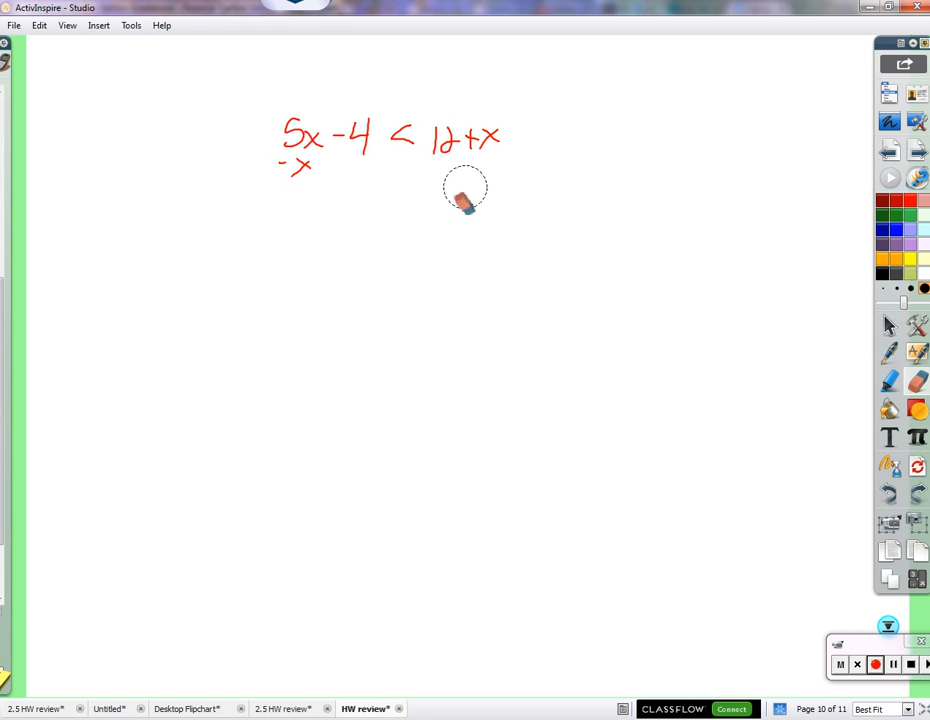 ActivInspire - Studio
File Edit View Insert Tools Help
5x - 4 < 12 + x
- x
T π
M
2.5 HW review* Untitled* Desktop Flipchart* 2.5 HW review* HW review* CLASSFLOW Connect Page 10 of 11 Best Fit